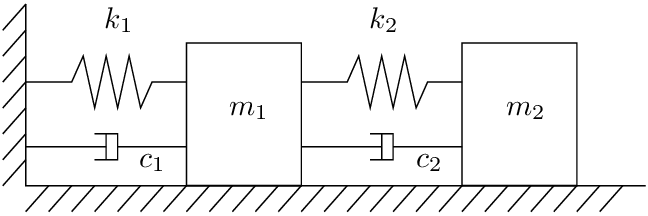 k₁ k₂
m₁ m₂
c₁ c₂